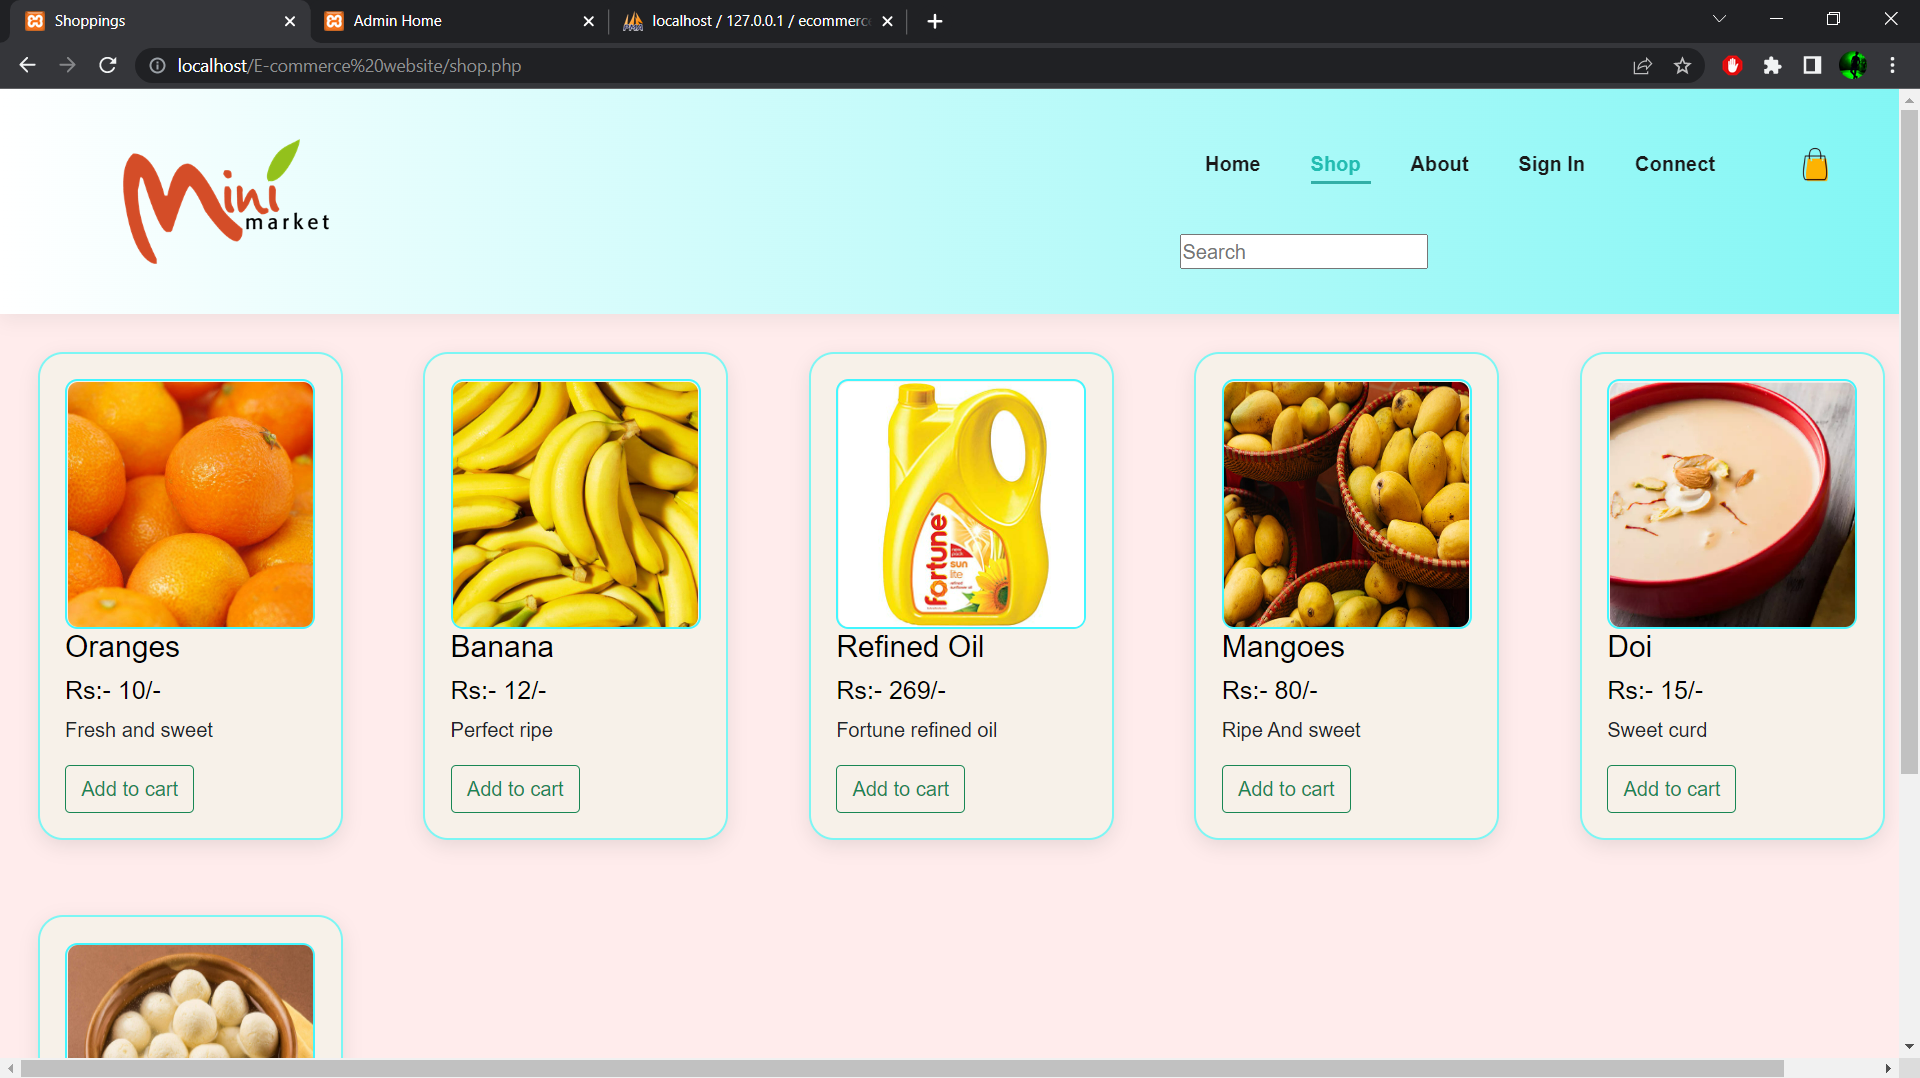 Shoppings
Admin Home
localhost / 127.0.0.1 / ecommerce
localhost/E-commerce%20website/shop.php
Mini
market
Home Shop About Sign In Connect
Search
fortune
sun
lite
Oranges
Rs:- 10/-
Fresh and sweet
Add to cart
Banana
Rs:- 12/-
Perfect ripe
Add to cart
Refined Oil
Rs:- 269/-
Fortune refined oil
Add to cart
Mangoes
Rs:- 80/-
Ripe And sweet
Add to cart
Doi
Rs:- 15/-
Sweet curd
Add to cart